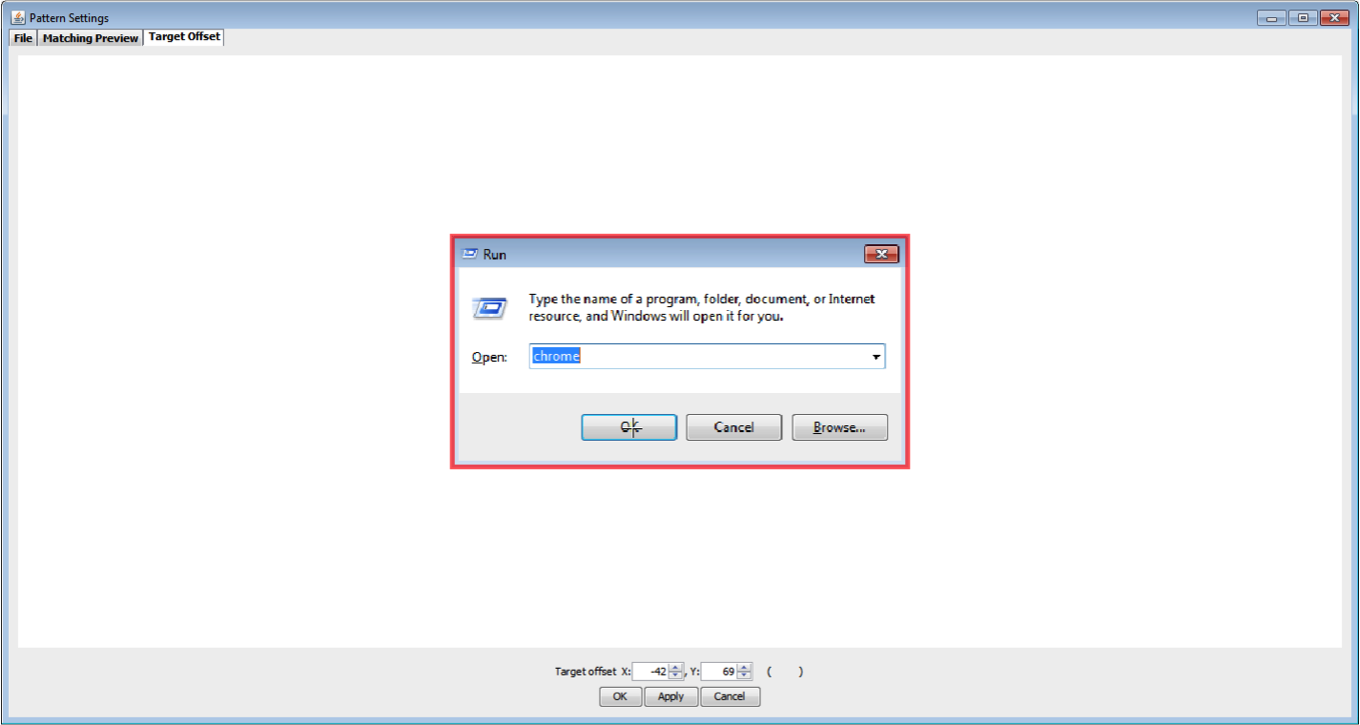 Pattern Settings
File Matching Preview Target Offset
Run
Type the name of a program, folder, document, or Internet
resource, and Windows will open it for you.
Open: chrome
OK Cancel Browse...
Target offset X: -42 , Y: 69 ( )
OK Apply Cancel